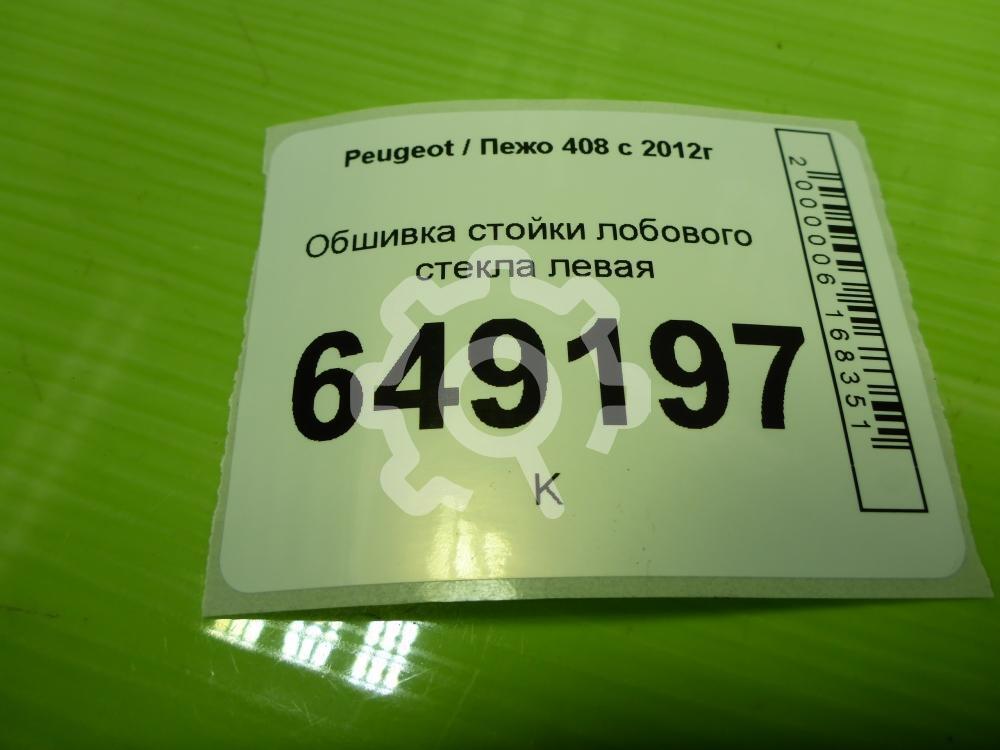 Peugeot / Пежо 408 с 2012г
Обшивка стойки лобового
стекла левая
649197
К
2000006168351